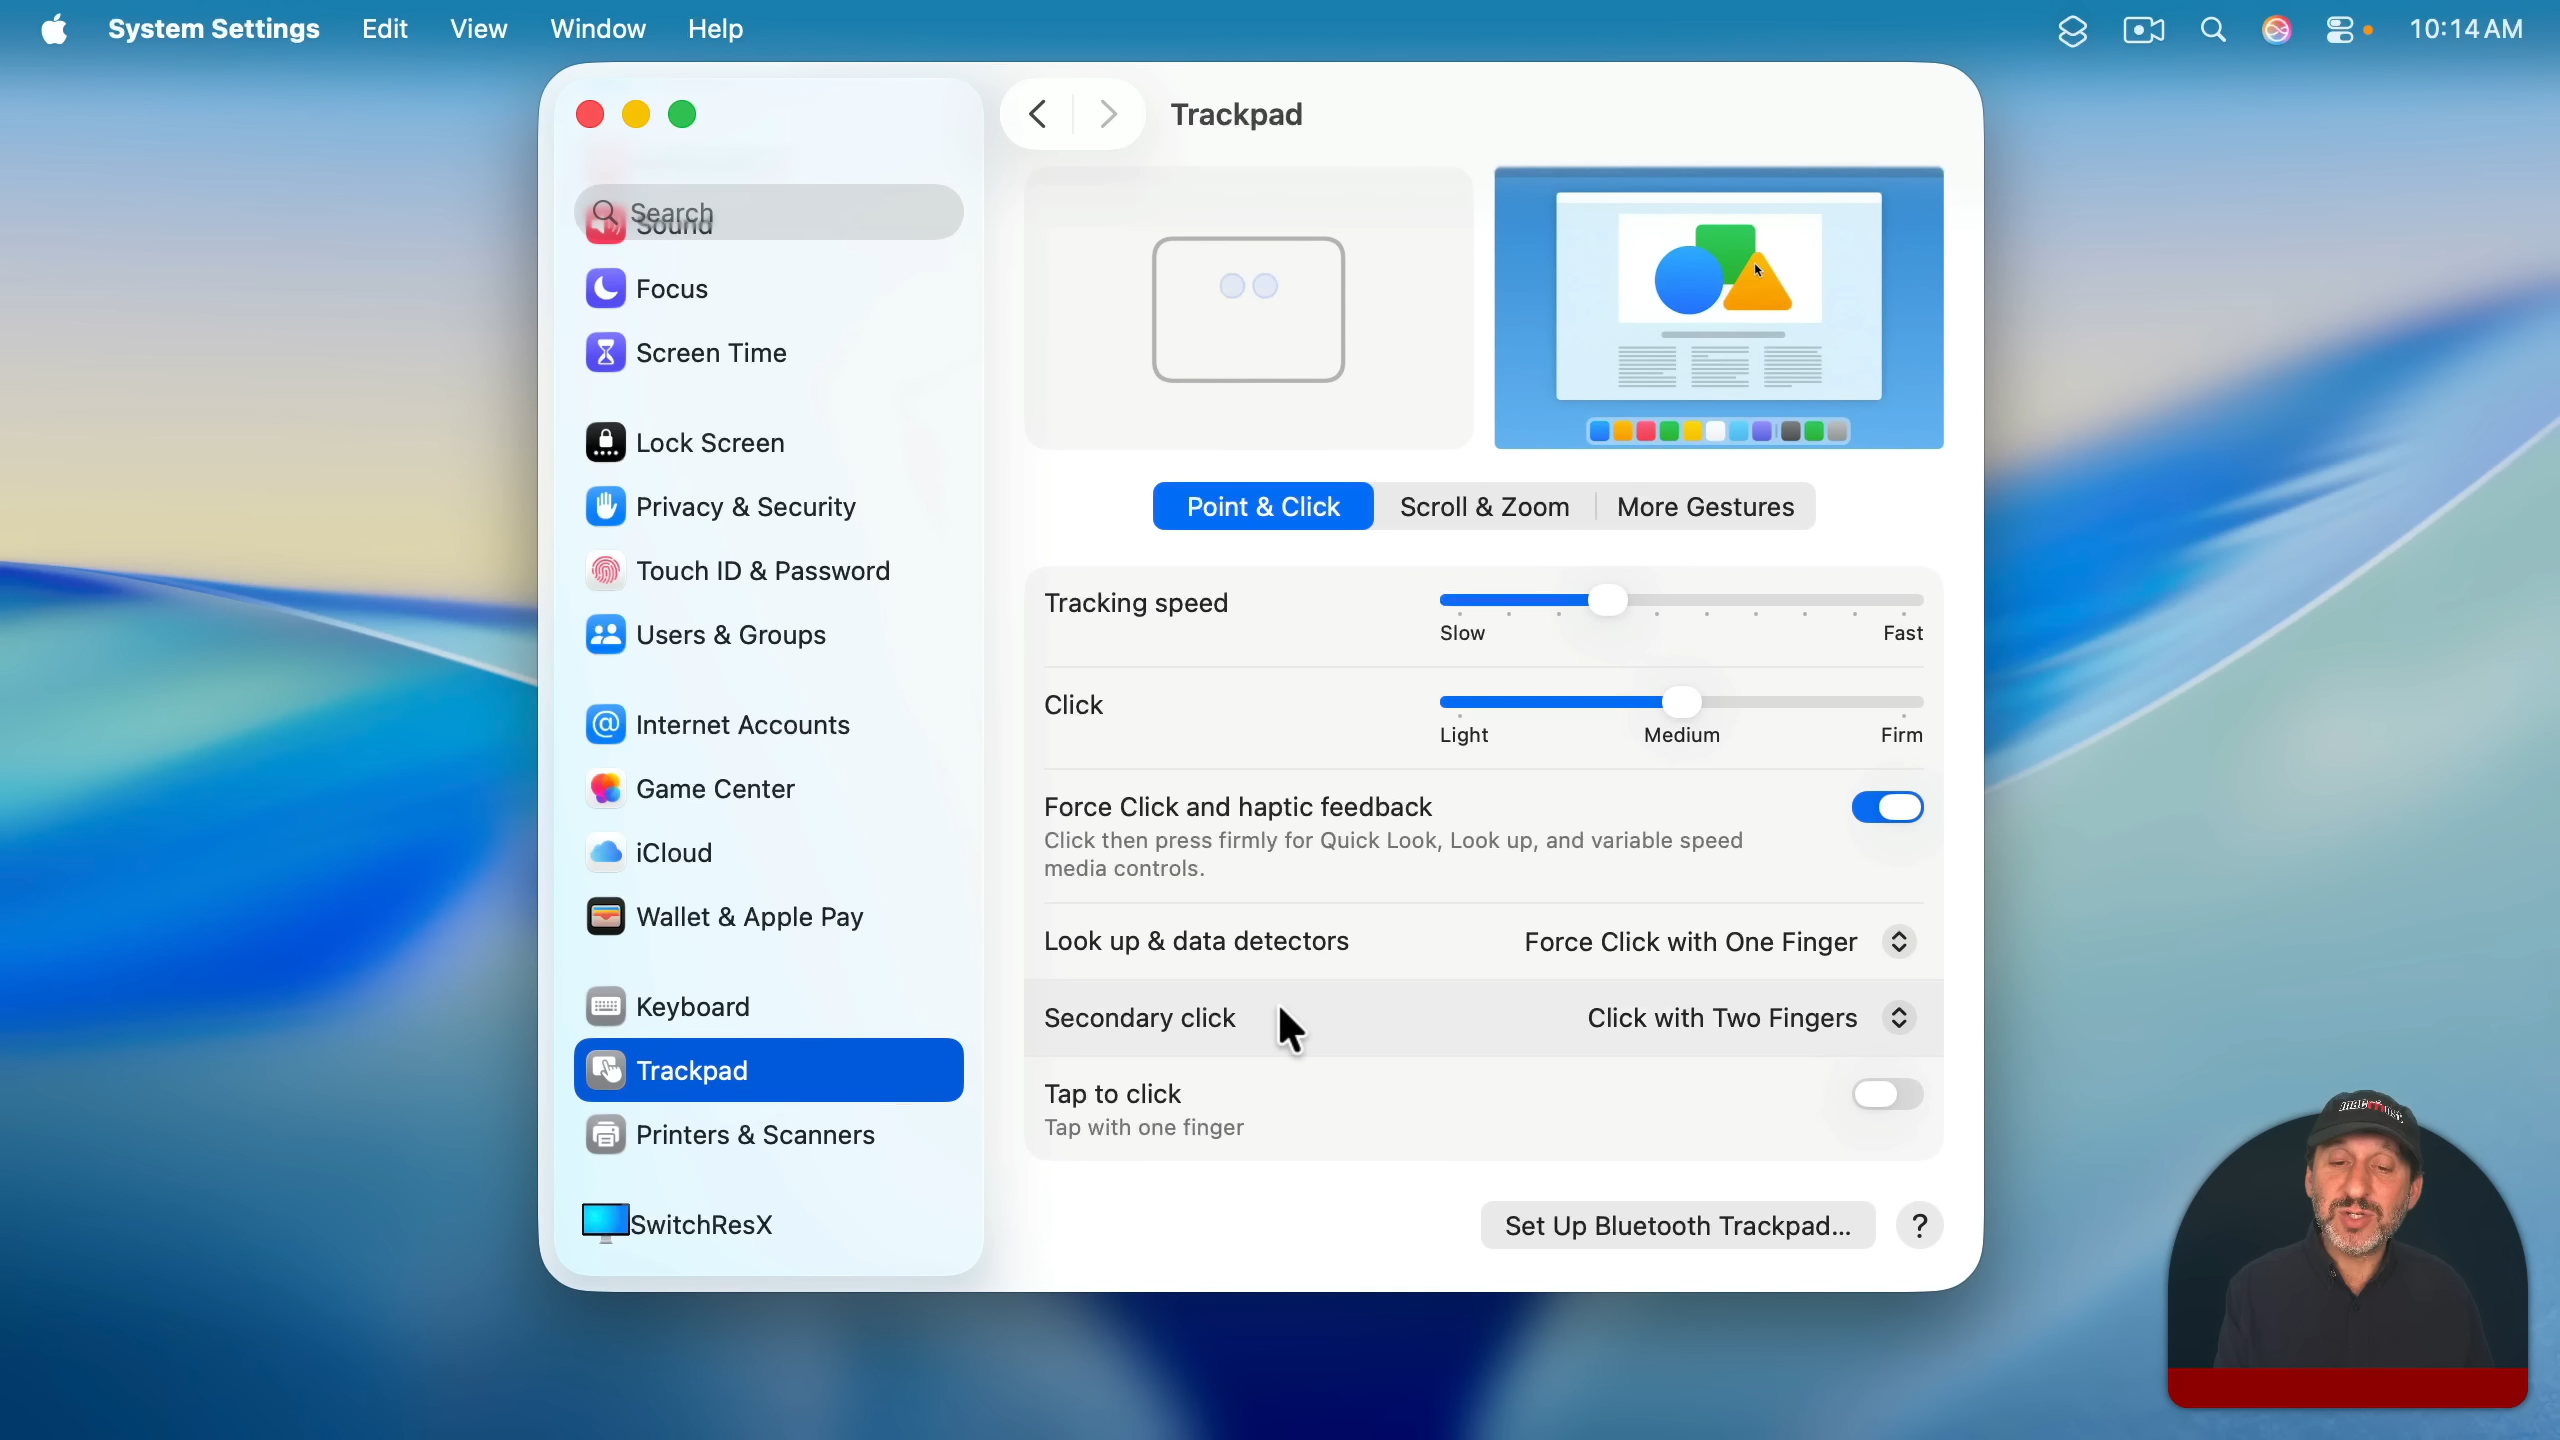 System Settings Edit View Window Help 10:14 AM
Search
Sound
Focus
Screen Time
Lock Screen
Privacy & Security
Touch ID & Password
Users & Groups
Internet Accounts
Game Center
iCloud
Wallet & Apple Pay
Keyboard
Trackpad
Printers & Scanners
SwitchResX
Trackpad
Point & Click Scroll & Zoom More Gestures
Tracking speed
Slow Fast
Click
Light Medium Firm
Force Click and haptic feedback
Click then press firmly for Quick Look, Look up, and variable speed
media controls.
Look up & data detectors Force Click with One Finger
Secondary click Click with Two Fingers
Tap to click
Tap with one finger
Set Up Bluetooth Trackpad... ?